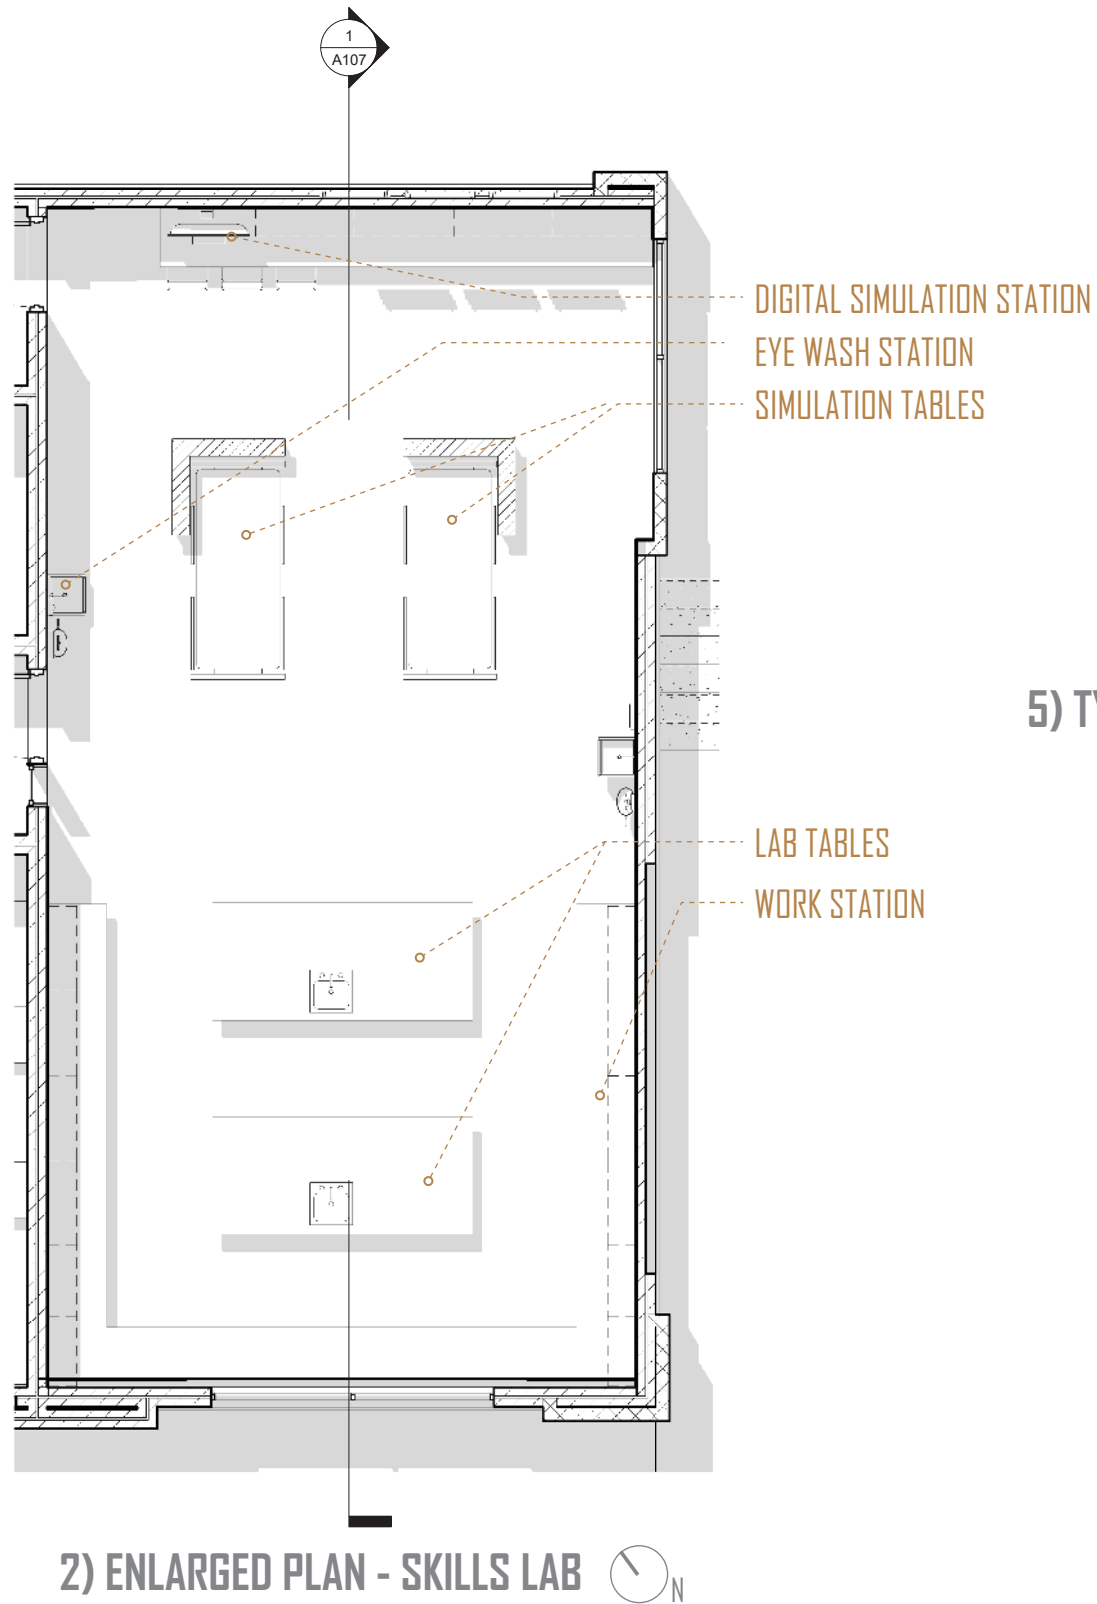 1
A107
DIGITAL SIMULATION STATION
EYE WASH STATION
SIMULATION TABLES
5) T
LAB TABLES
WORK STATION
2) ENLARGED PLAN - SKILLS LAB
N